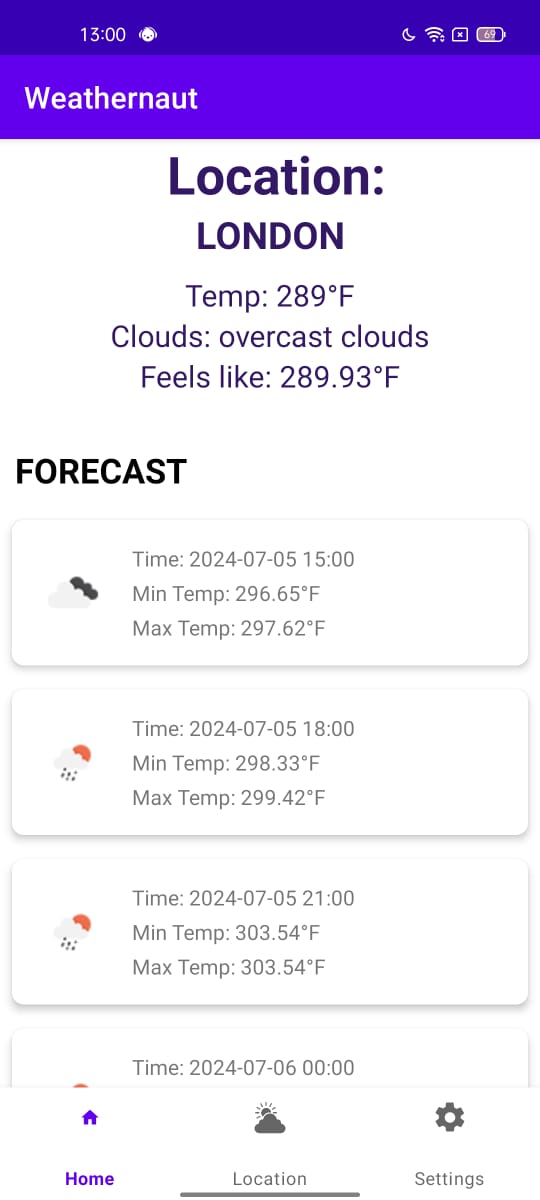 13:00
69
Weathernaut
Location:
LONDON
Temp: 289°F
Clouds: overcast clouds
Feels like: 289.93°F
FORECAST
Time: 2024-07-05 15:00
Min Temp: 296.65°F
Max Temp: 297.62°F
Time: 2024-07-05 18:00
Min Temp: 298.33°F
Max Temp: 299.42°F
Time: 2024-07-05 21:00
Min Temp: 303.54°F
Max Temp: 303.54°F
Time: 2024-07-06 00:00
Home
Location
Settings